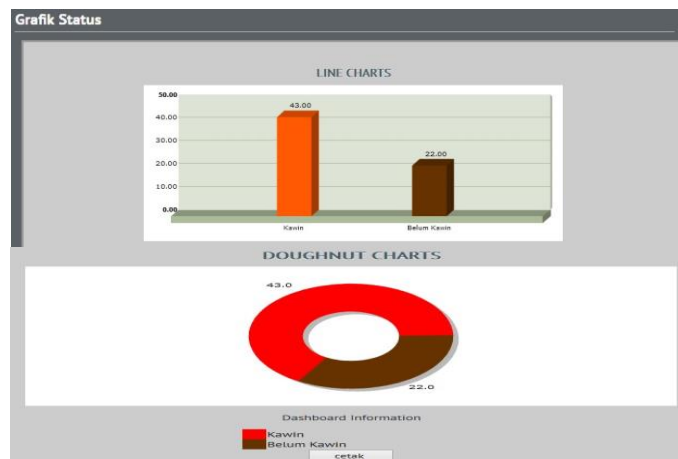 Grafik Status
LINE CHARTS
50.00
43.00
40.00
30.00
22.00
20.00
10.00
0.00
Kawin Belum Kawin
DOUGHNUT CHARTS
43.0
22.0
Dashboard Information
Kawin
Belum Kawin
cetak